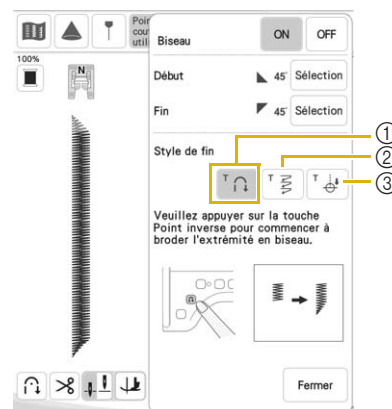 Poin
cou
util
100%
N
Biseau
ON
OFF
Début
45°
Sélection
Fin
45°
Sélection
Style de fin
T
T
T
①
②
③
Veuillez appuyer sur la touche
Point inverse pour commencer à
broder l'extrémité en biseau.
Fermer